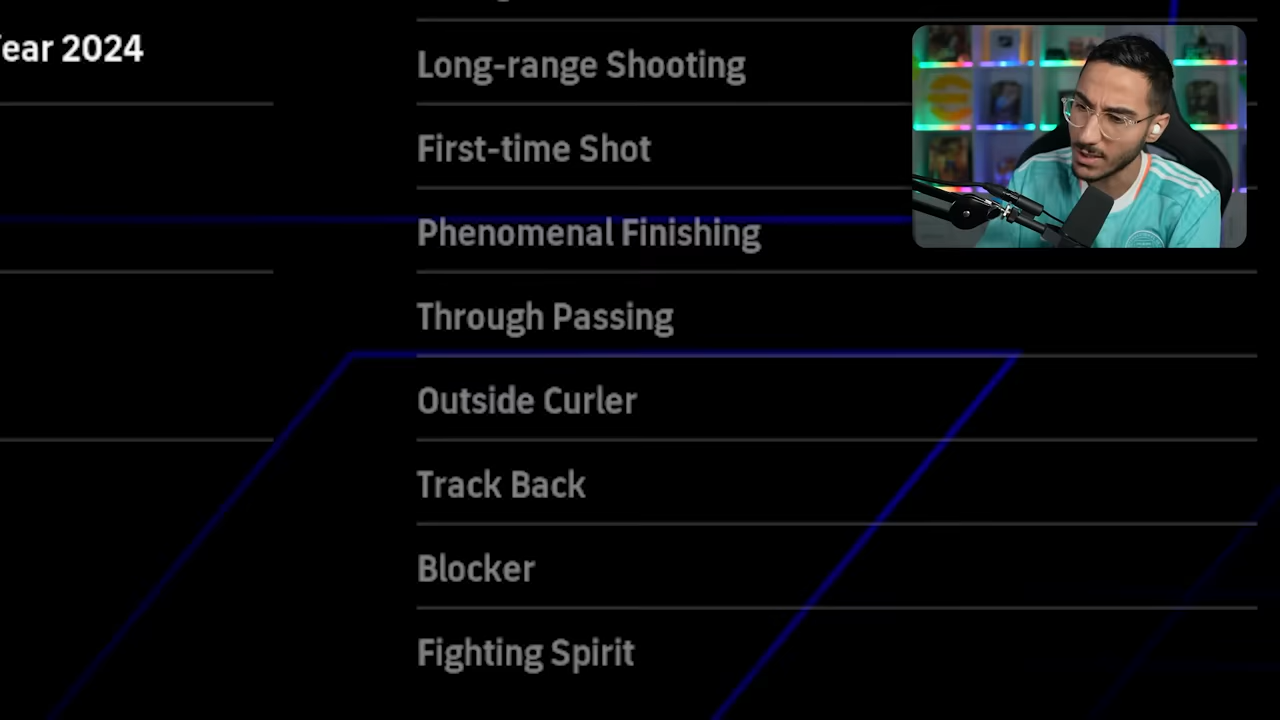 ear 2024
Long-range Shooting
First-time Shot
Phenomenal Finishing
Through Passing
Outside Curler
Track Back
Blocker
Fighting Spirit